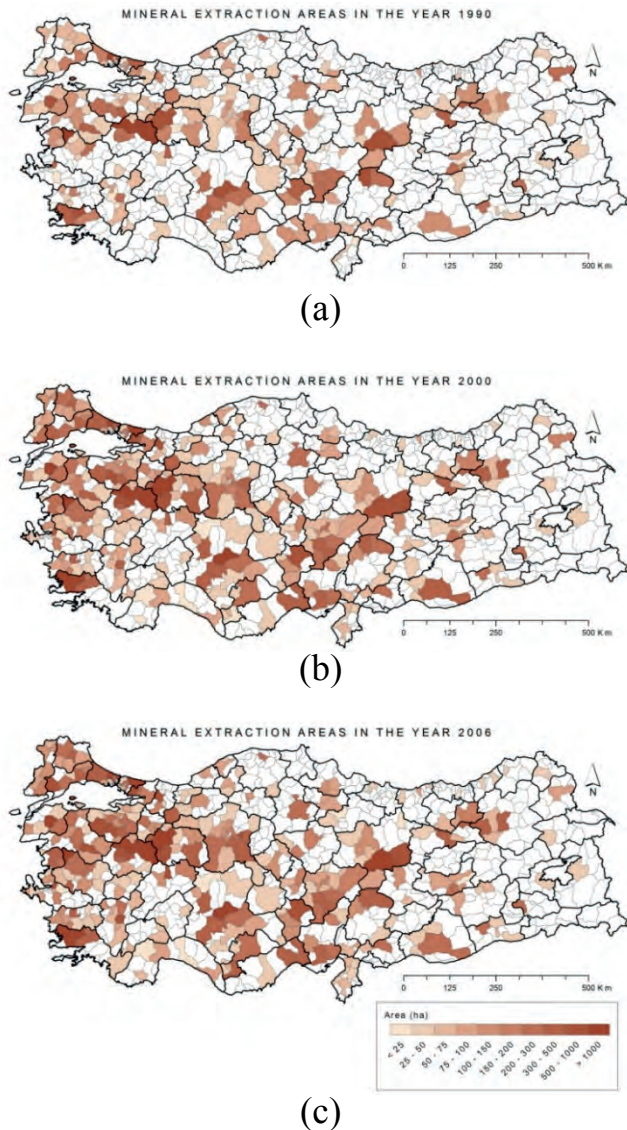 MINERAL EXTRACTION AREAS IN THE YEAR 1990
N
0 125 250 500 Km
(a)
MINERAL EXTRACTION AREAS IN THE YEAR 2000
N
0 125 250 500 Km
(b)
MINERAL EXTRACTION AREAS IN THE YEAR 2006
N
0 125 250 500 Km
Area (ha)
< 25
25 - 50
50 - 75
75 - 100
100 - 150
150 - 200
200 - 300
300 - 500
500 - 1000
> 1000
(c)